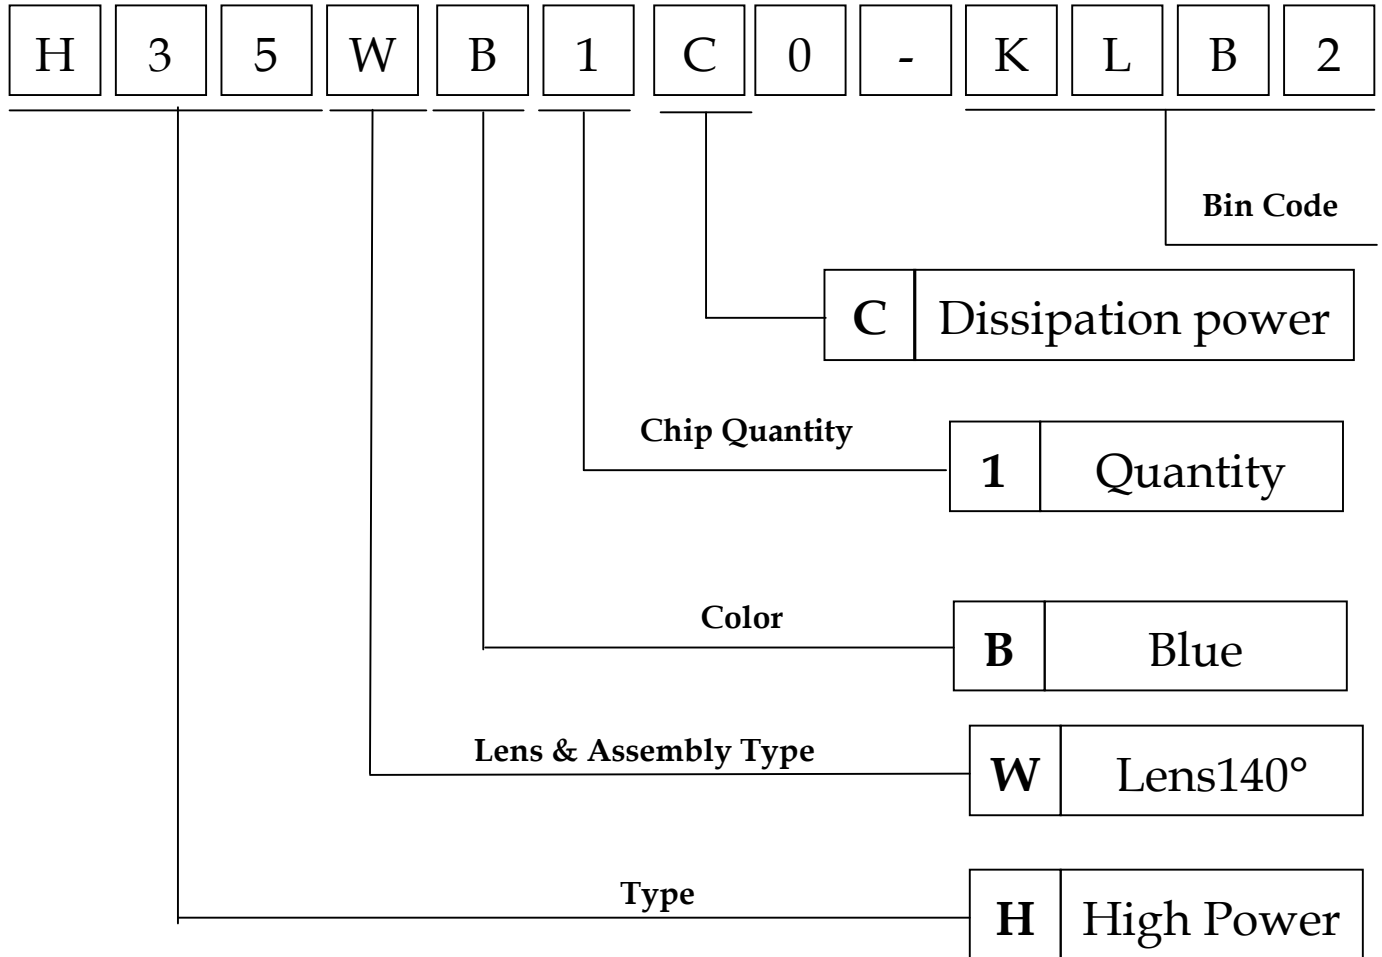 H 3 5 W B 1 C 0 - K L B 2
Bin Code
C Dissipation power
Chip Quantity
1 Quantity
Color
B Blue
Lens & Assembly Type
W Lens140°
Type
H High Power